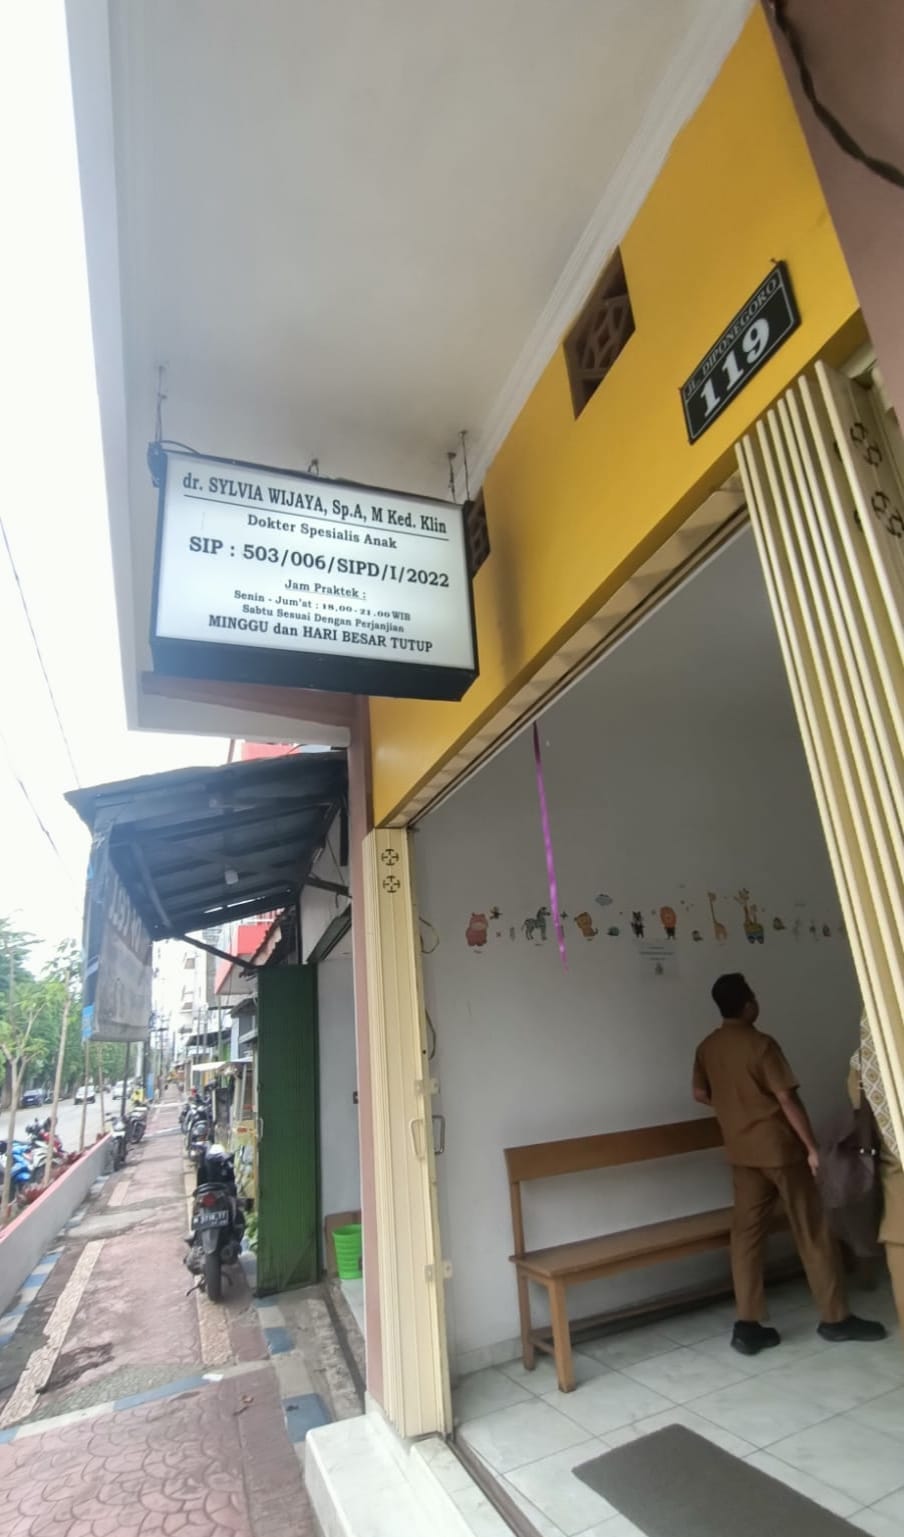 dr. SYLVIA WIJAYA, Sp.A, M Ked. Klin
Dokter Spesialis Anak
SIP : 503/006/SIPD/I/2022
Jam Praktek :
Senin - Jum'at : 18.00 - 21.00 WIB
Sabtu Sesuai Dengan Perjanjian
MINGGU dan HARI BESAR TUTUP
JL. DIPONEGORO
119